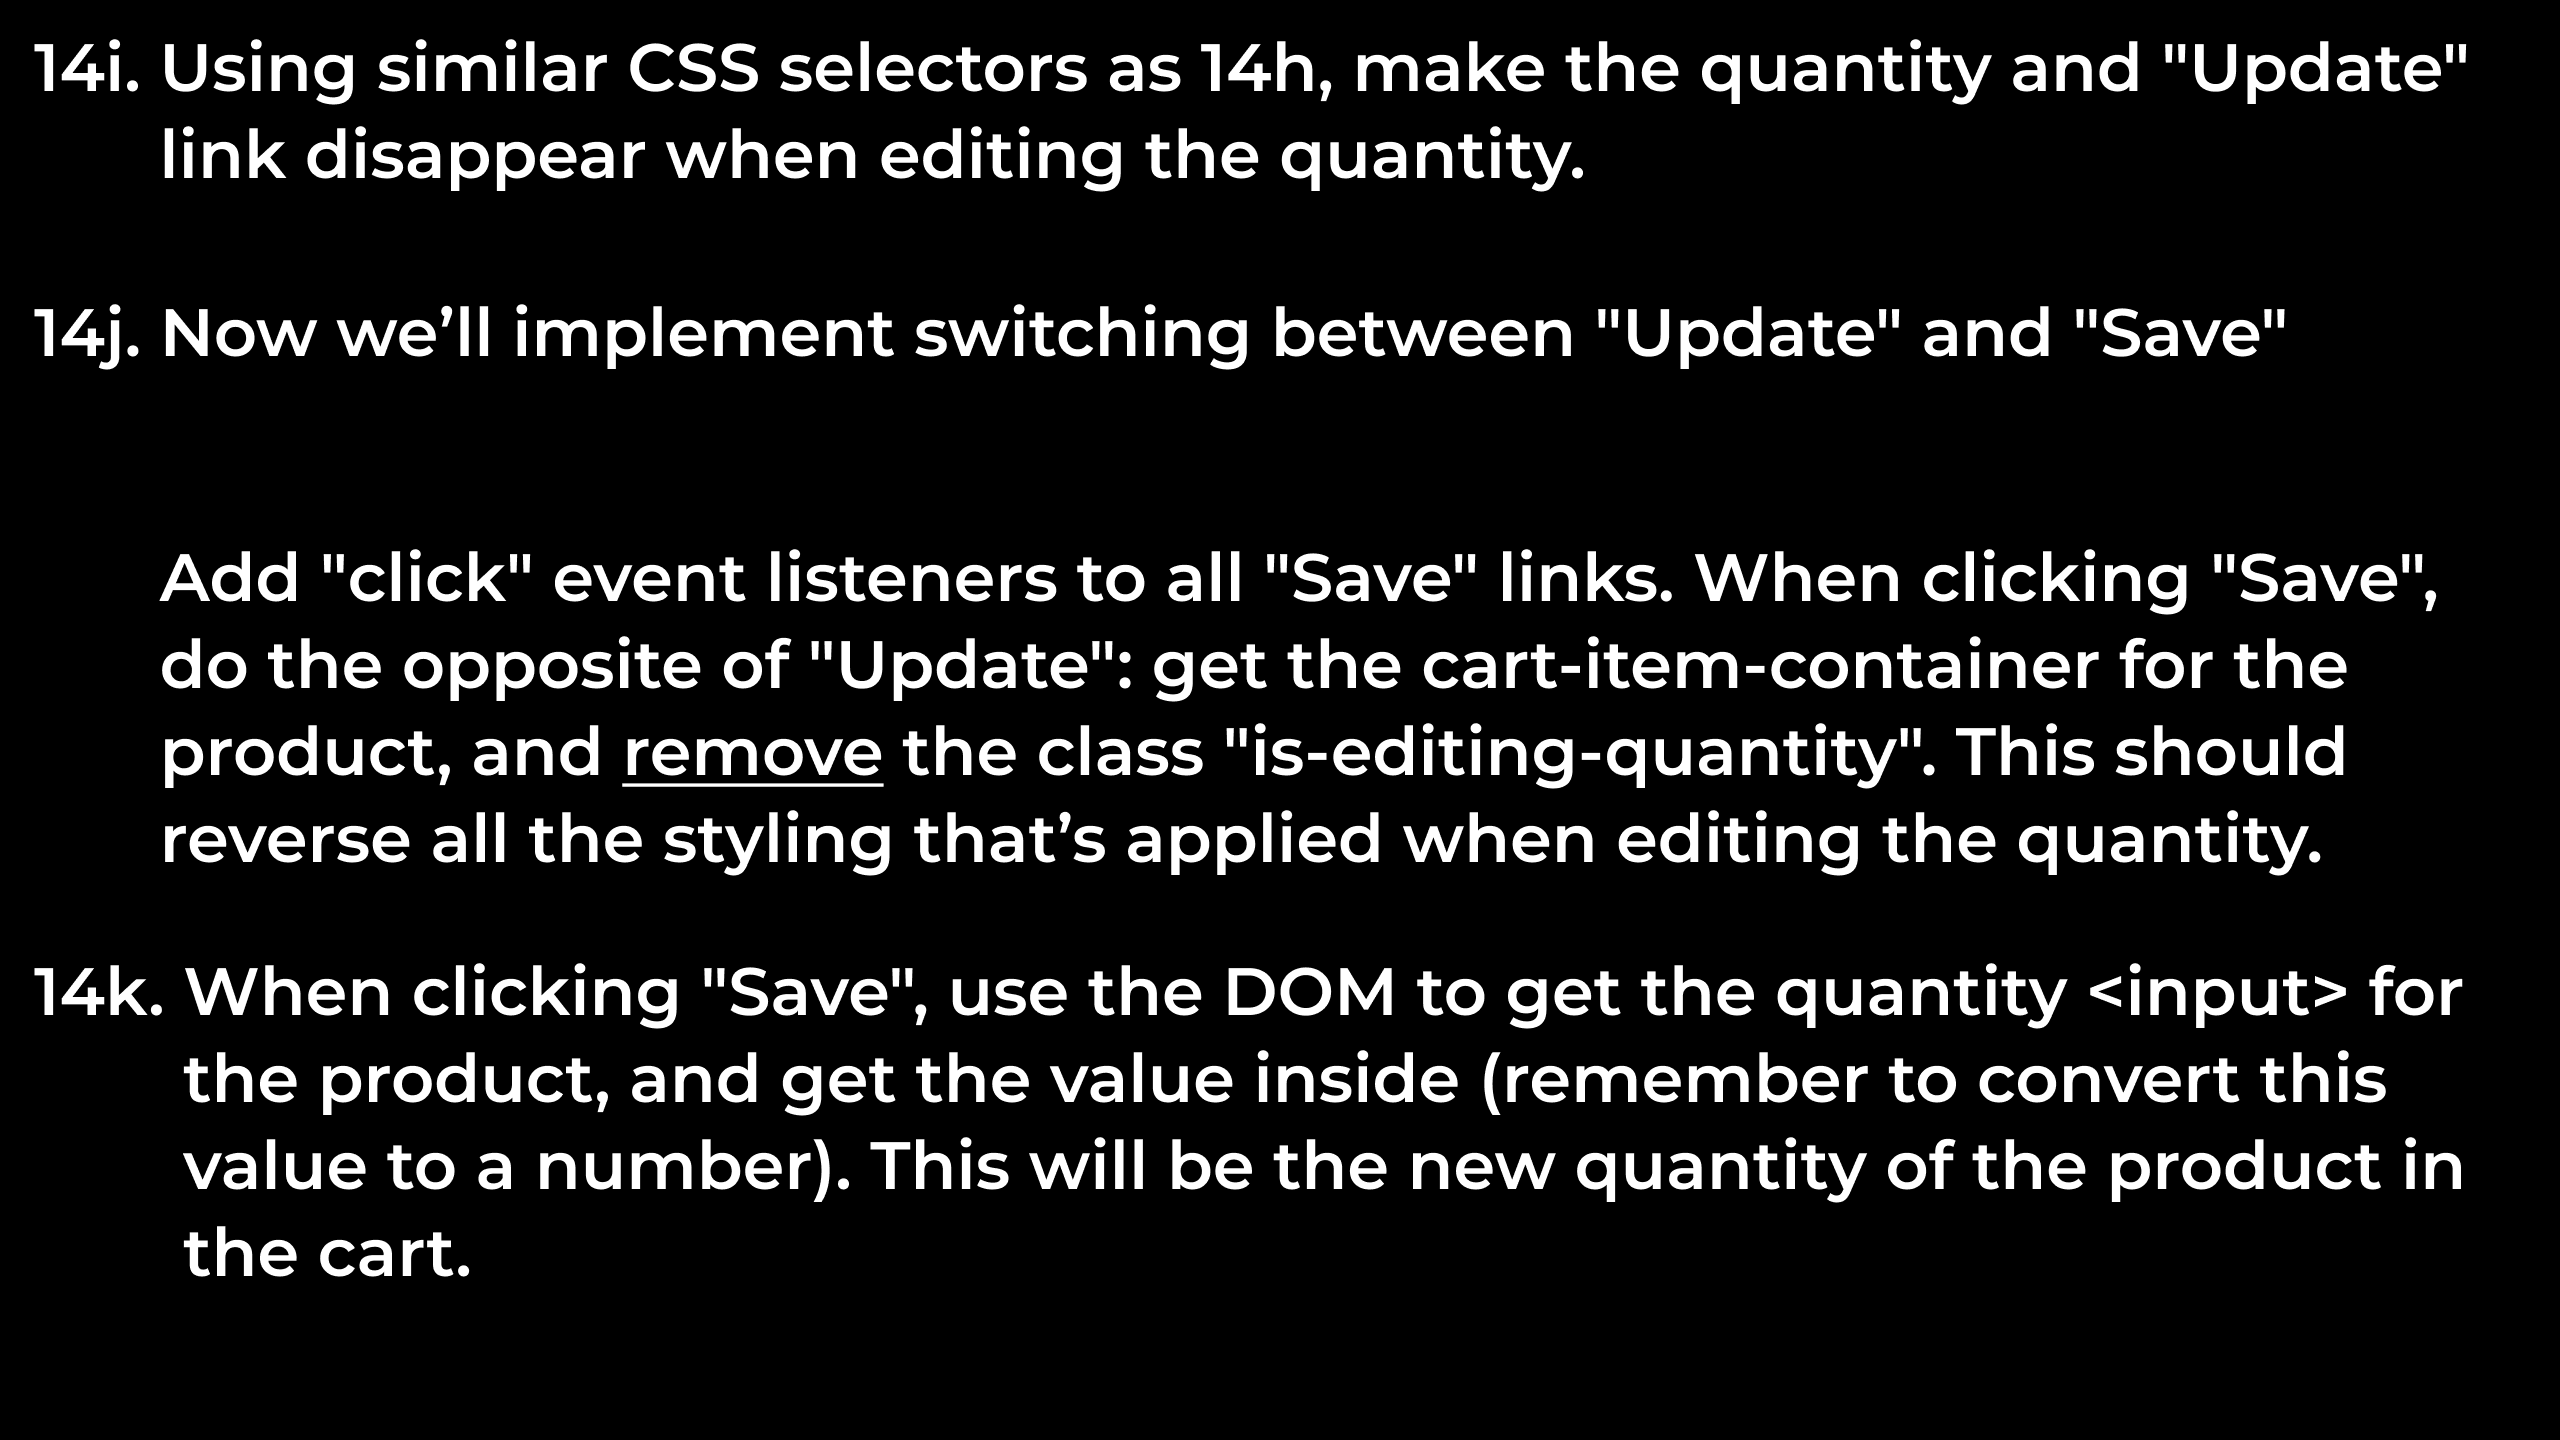 14i. Using similar CSS selectors as 14h, make the quantity and "Update"
link disappear when editing the quantity.
14j. Now we’ll implement switching between "Update" and "Save"
Add "click" event listeners to all "Save" links. When clicking "Save",
do the opposite of "Update": get the cart-item-container for the
product, and remove the class "is-editing-quantity". This should
reverse all the styling that’s applied when editing the quantity.
14k. When clicking "Save", use the DOM to get the quantity <input> for
the product, and get the value inside (remember to convert this
value to a number). This will be the new quantity of the product in
the cart.